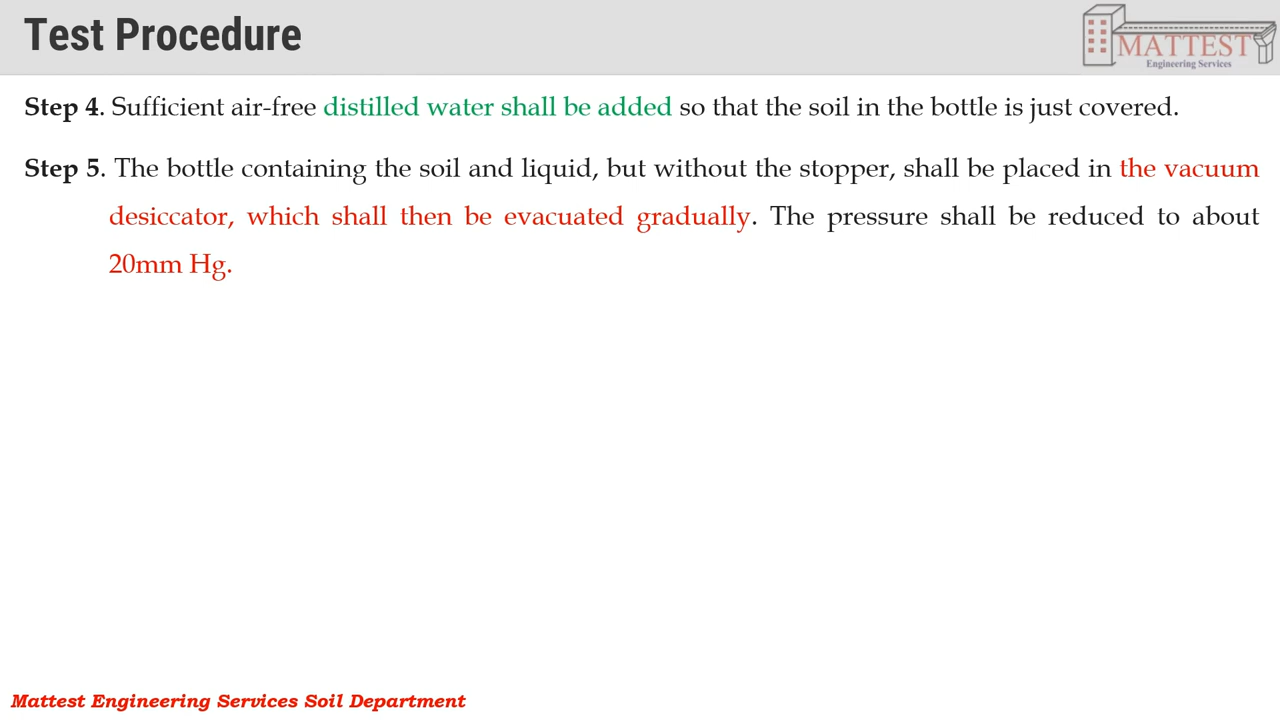 Test Procedure
MATTEST
Engineering Services
Step 4. Sufficient air-free distilled water shall be added so that the soil in the bottle is just covered.
Step 5. The bottle containing the soil and liquid, but without the stopper, shall be placed in the vacuum
desiccator, which shall then be evacuated gradually. The pressure shall be reduced to about
20mm Hg.
Mattest Engineering Services Soil Department